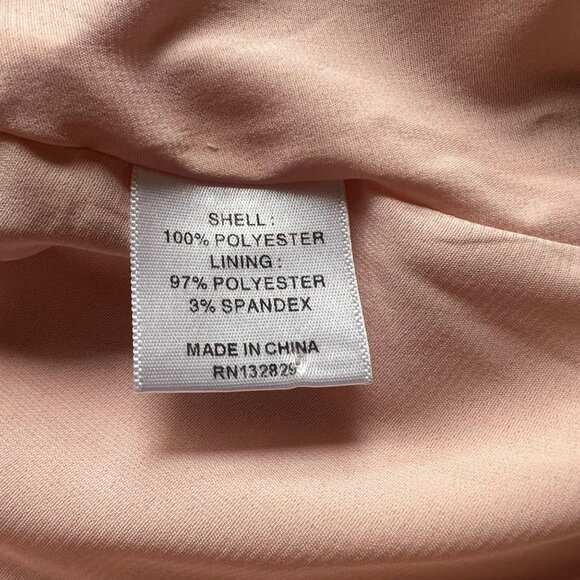 SHELL :
100% POLYESTER
LINING :
97% POLYESTER
3% SPANDEX
MADE IN CHINA
RN132829